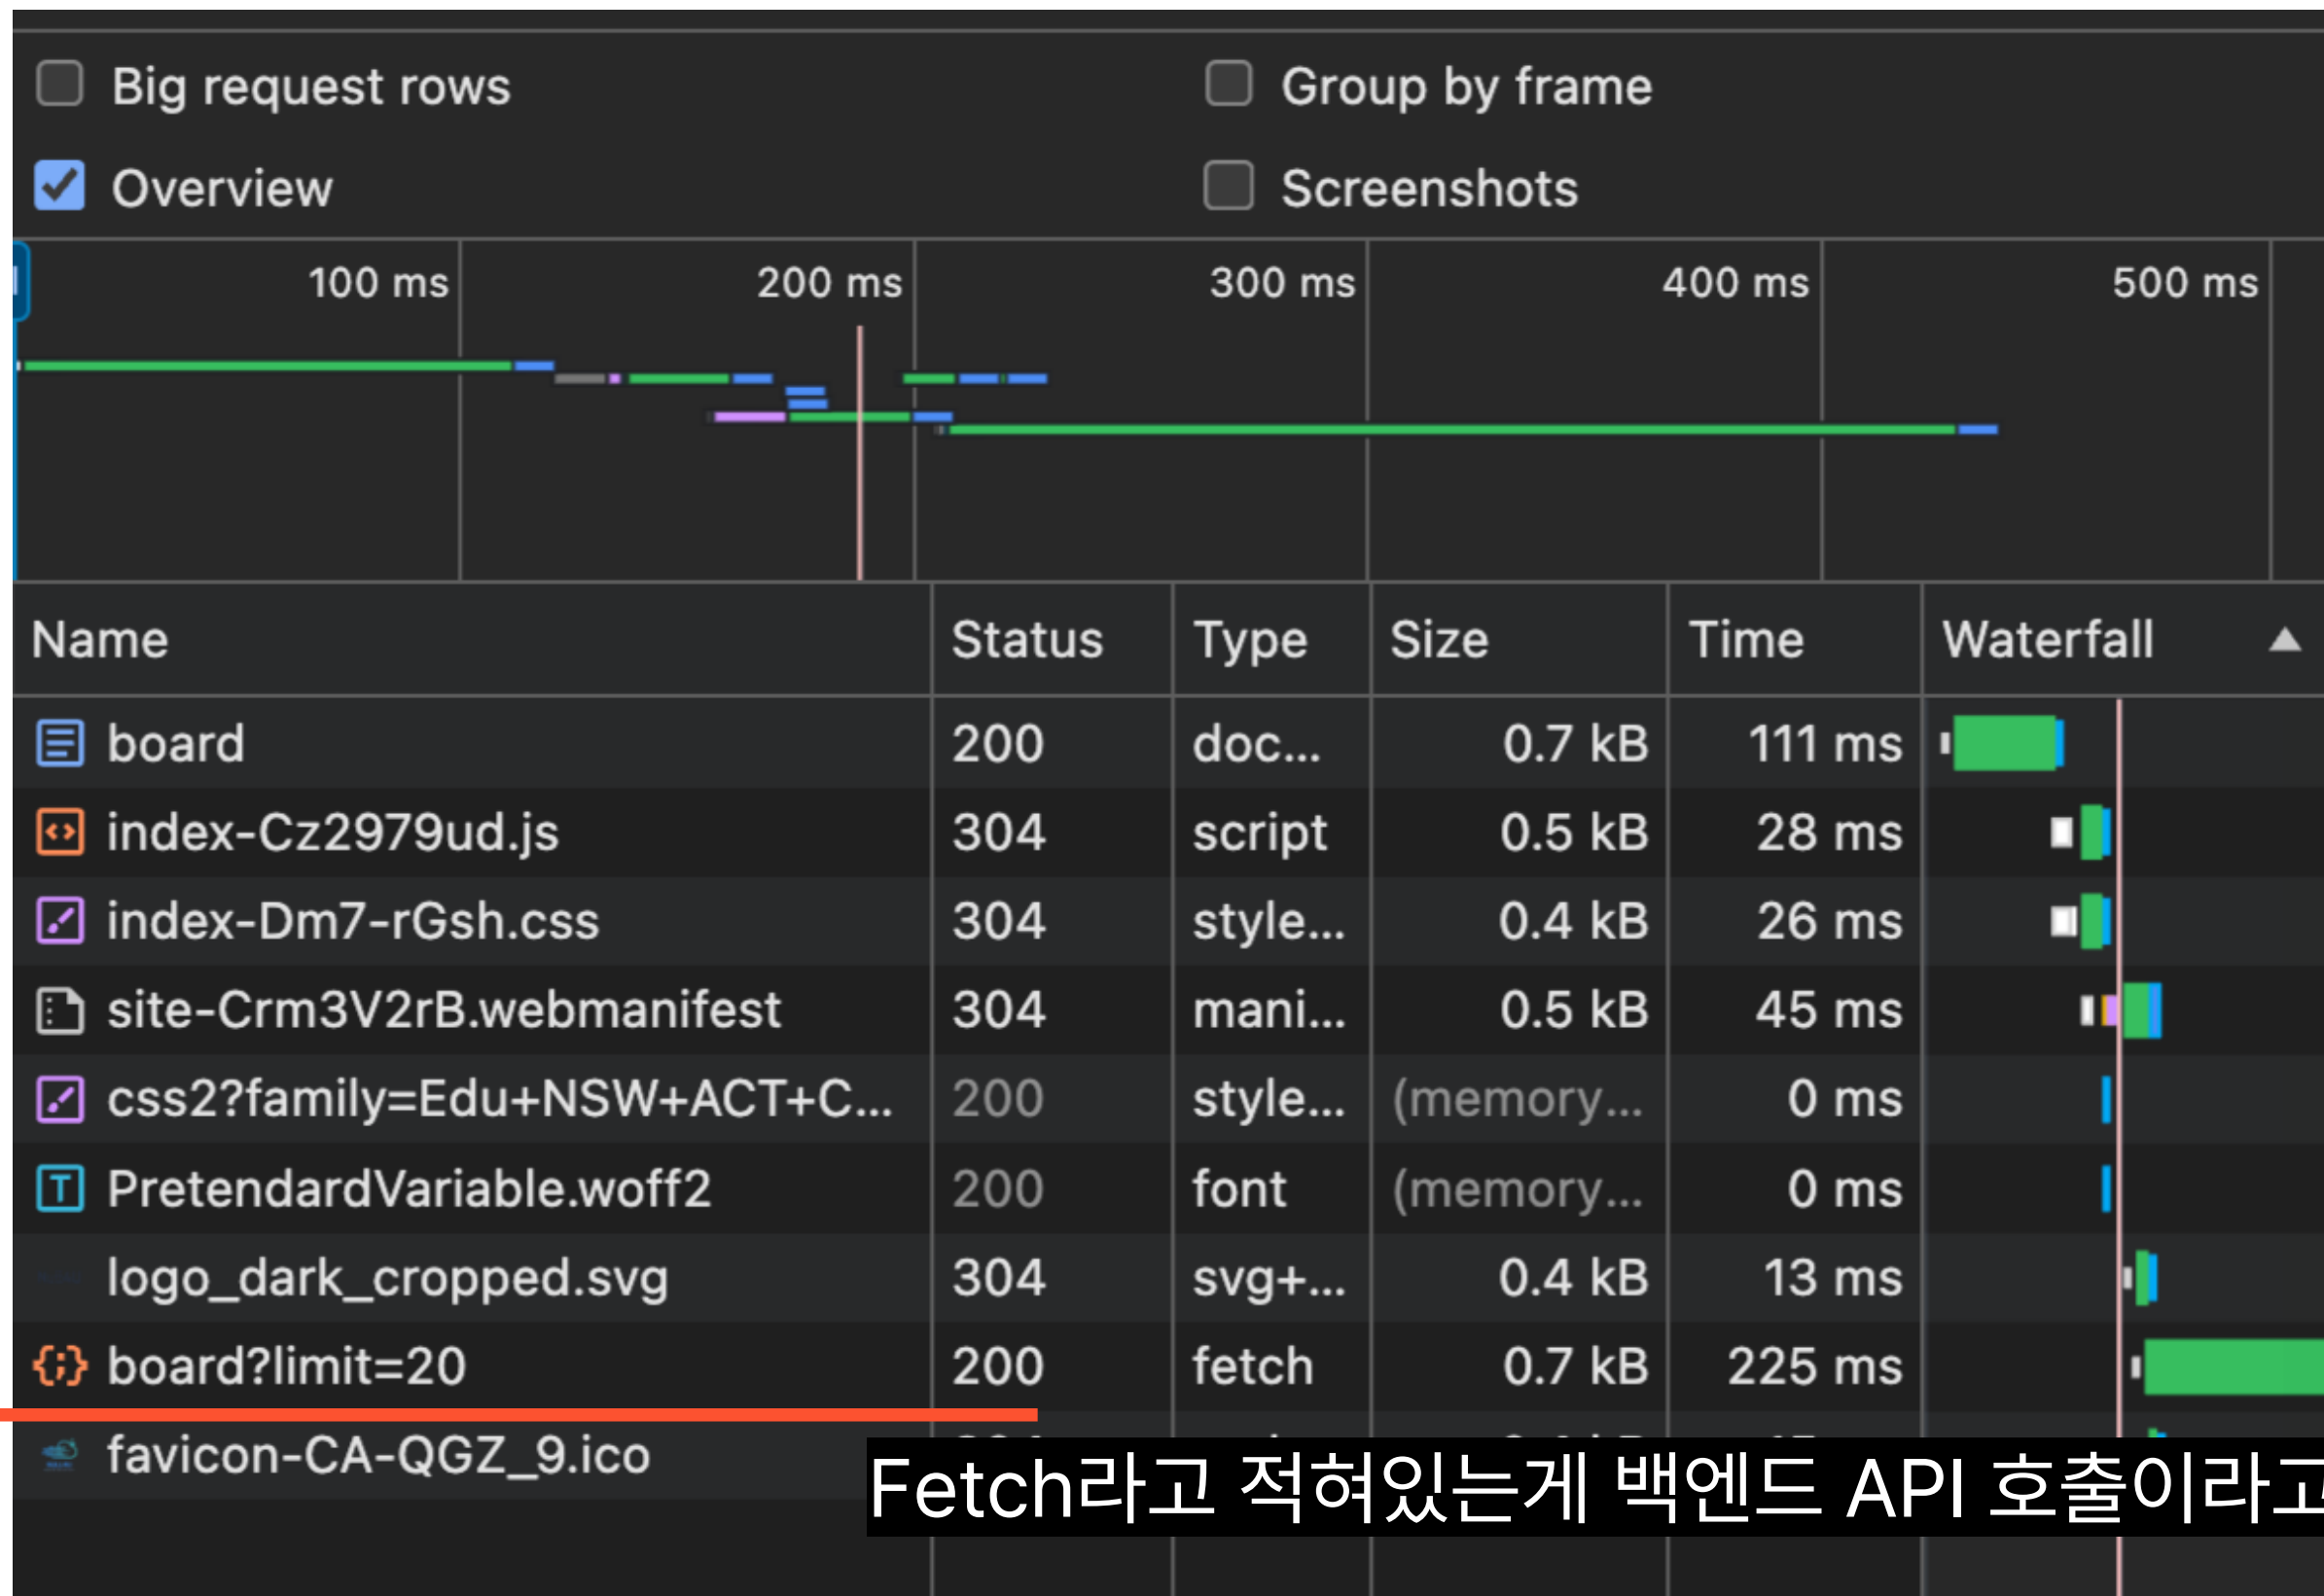 Big request rows
Group by frame
Overview
Screenshots
100 ms 200 ms 300 ms 400 ms 500 ms
Name Status Type Size Time Waterfall
board 200 doc... 0.7 kB 111 ms
index-Cz2979ud.js 304 script 0.5 kB 28 ms
index-Dm7-rGsh.css 304 style... 0.4 kB 26 ms
site-Crm3V2rB.webmanifest 304 mani... 0.5 kB 45 ms
css2?family=Edu+NSW+ACT+C... 200 style... (memory... 0 ms
PretendardVariable.woff2 200 font (memory... 0 ms
logo_dark_cropped.svg 304 svg+... 0.4 kB 13 ms
board?limit=20 200 fetch 0.7 kB 225 ms
favicon-CA-QGZ_9.ico
Fetch라고 적혀있는게 백엔드 API 호출이라고